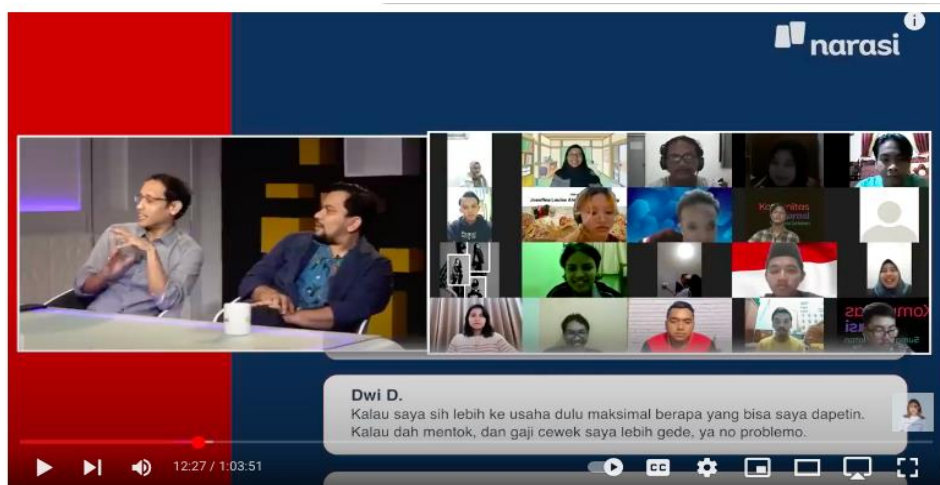 narasi
Dwi D.
Kalau saya sih lebih ke usaha dulu maksimal berapa yang bisa saya dapetin.
Kalau dah mentok, dan gaji cewek saya lebih gede, ya no problemo.
12:27 / 1:03:51
CC